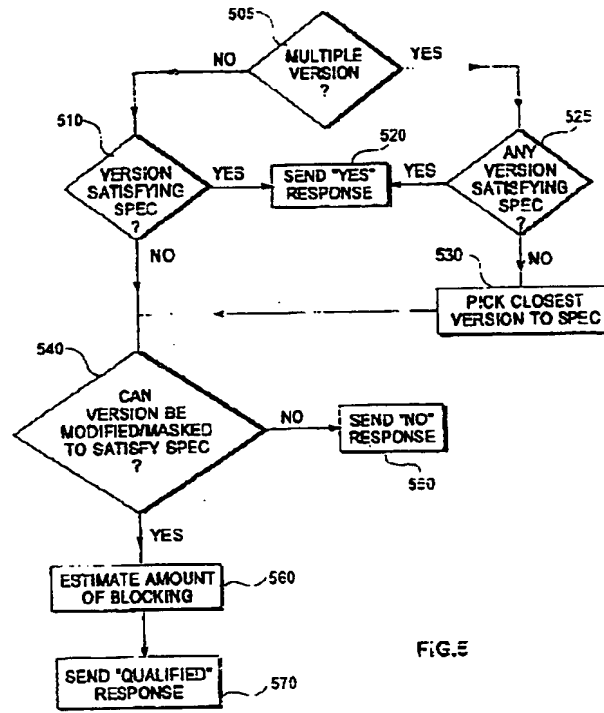 505
MULTIPLE
VERSION
?
NO
YES
510
VERSION
SATISFYING
SPEC
?
YES
520
SEND "YES"
RESPONSE
YES
525
ANY
VERSION
SATISFYING
SPEC
?
NO
NO
530
PICK CLOSEST
VERSION TO SPEC
540
CAN
VERSION BE
MODIFIED/MASKED
TO SATISFY SPEC
?
NO
SEND "NO"
RESPONSE
550
YES
ESTIMATE AMOUNT
OF BLOCKING
560
SEND "QUALIFIED"
RESPONSE
570
FIG.5